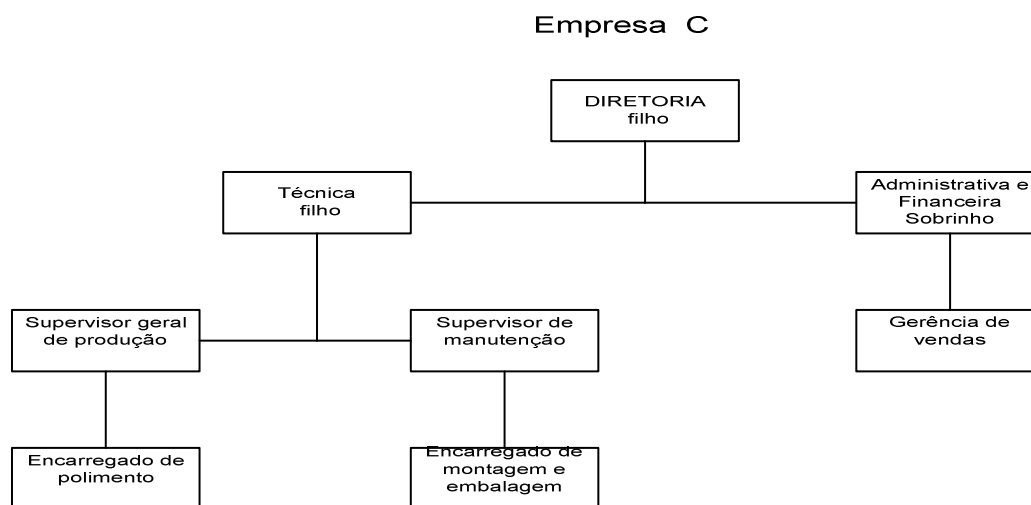 Empresa C
DIRETORIA
filho
Técnica
filho
Administrativa e
Financeira
Sobrinho
Supervisor geral
de produção
Supervisor de
manutenção
Gerência de
vendas
Encarregado de
polimento
Encarregado de
montagem e
embalagem